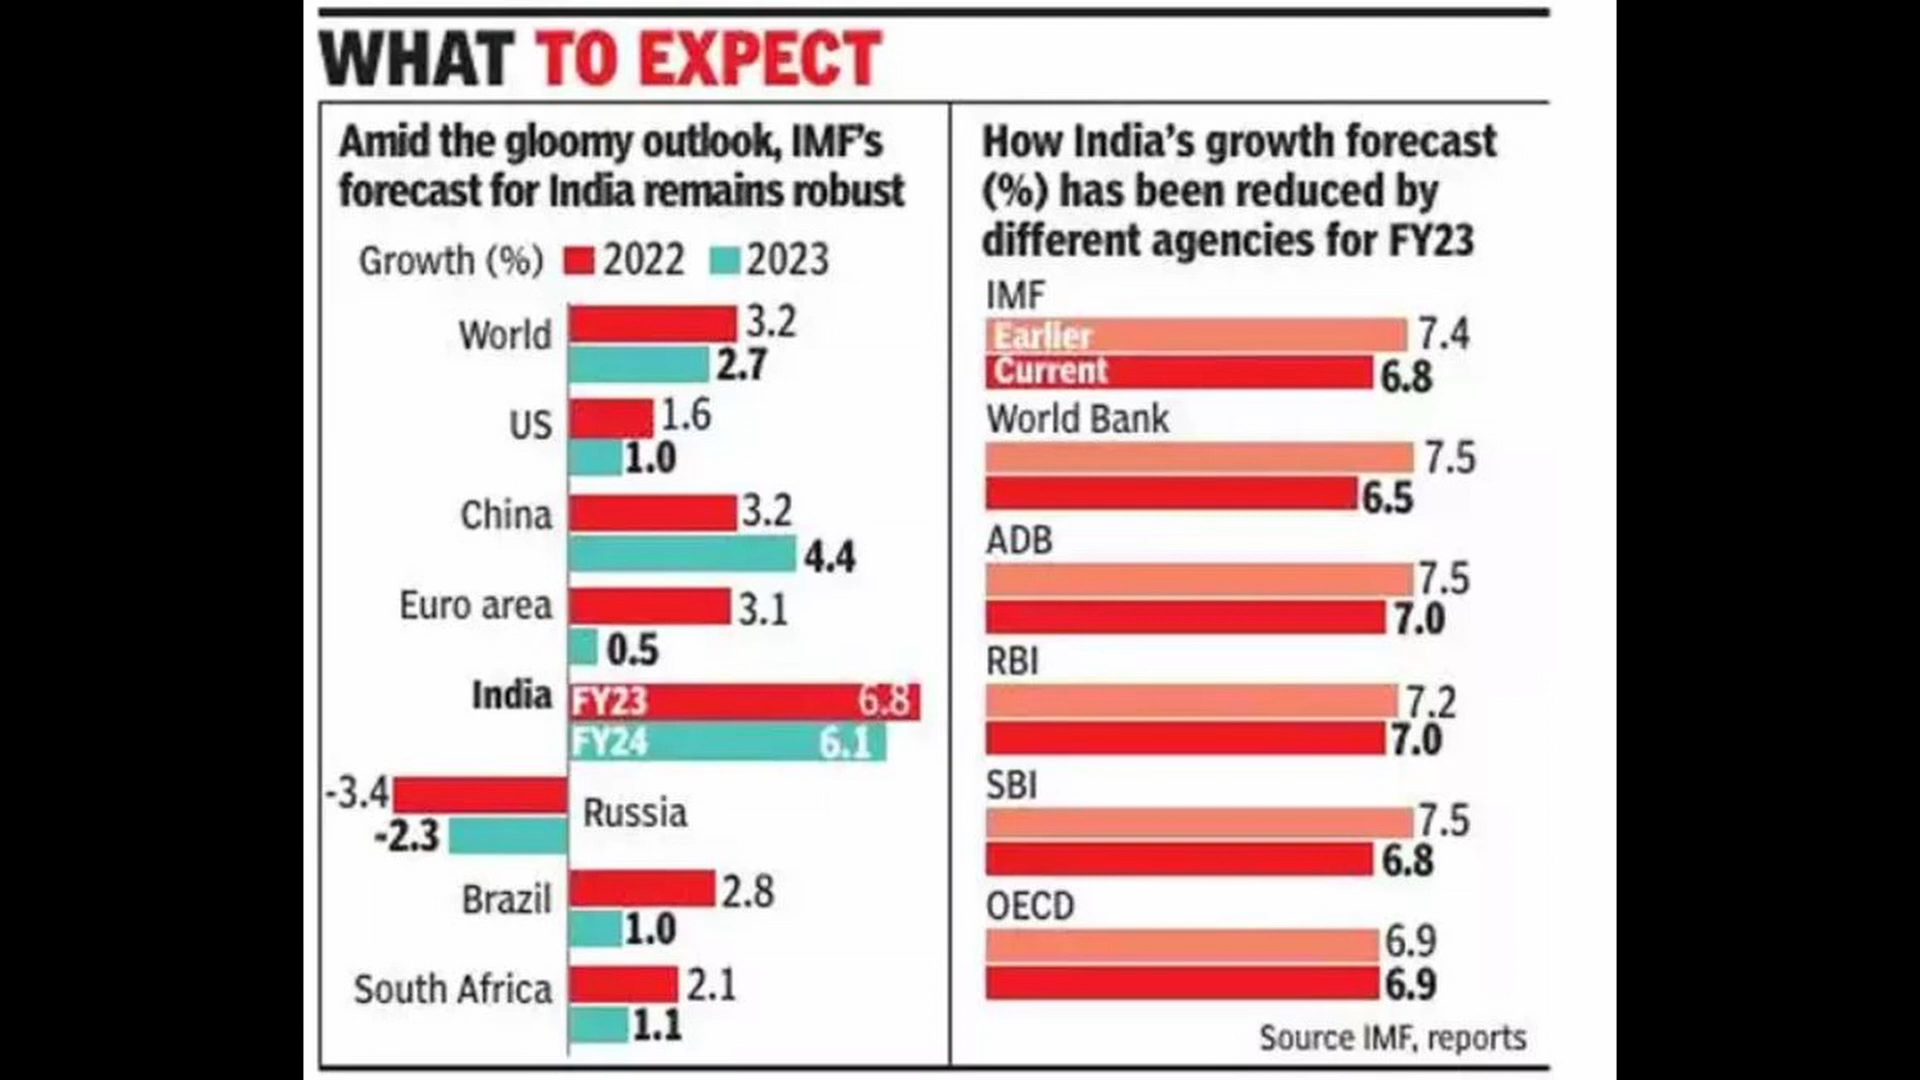 WHAT TO EXPECT
Amid the gloomy outlook, IMF's
forecast for India remains robust
Growth (%) 2022 2023
World 3.2
2.7
US 1.6
1.0
China 3.2
4.4
Euro area 3.1
0.5
India FY23 6.8
FY24 6.1
-3.4
-2.3 Russia
Brazil 2.8
1.0
South Africa 2.1
1.1
How India's growth forecast
(%) has been reduced by
different agencies for FY23
IMF
Earlier 7.4
Current 6.8
World Bank
7.5
6.5
ADB
7.5
7.0
RBI
7.2
7.0
SBI
7.5
6.8
OECD
6.9
6.9
Source IMF, reports